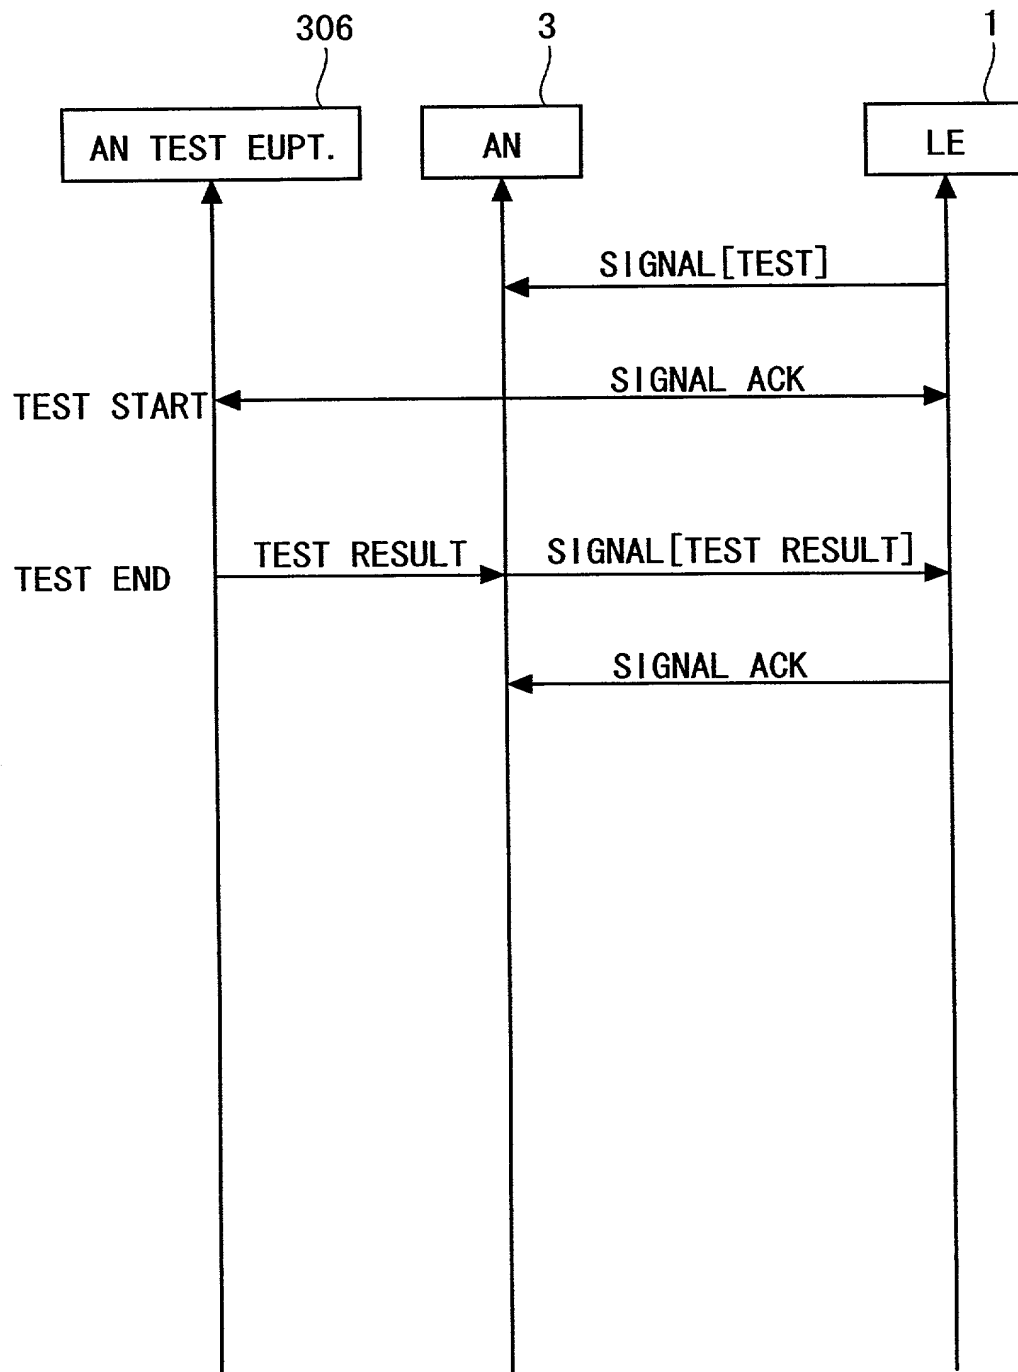 306
3
1
AN TEST EUPT.
AN
LE
SIGNAL[TEST]
SIGNAL ACK
TEST START
TEST RESULT
SIGNAL[TEST RESULT]
TEST END
SIGNAL ACK